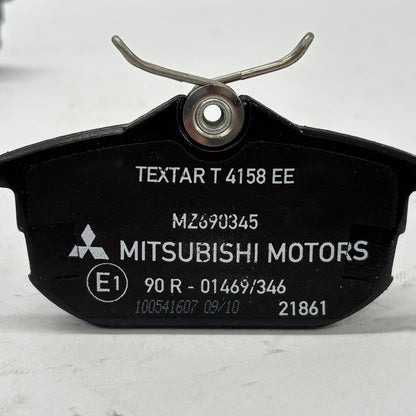 TEXTAR T 4158 EE
MZ690345
MITSUBISHI MOTORS
E1 90 R - 01469/346
100541607 09/10 21861